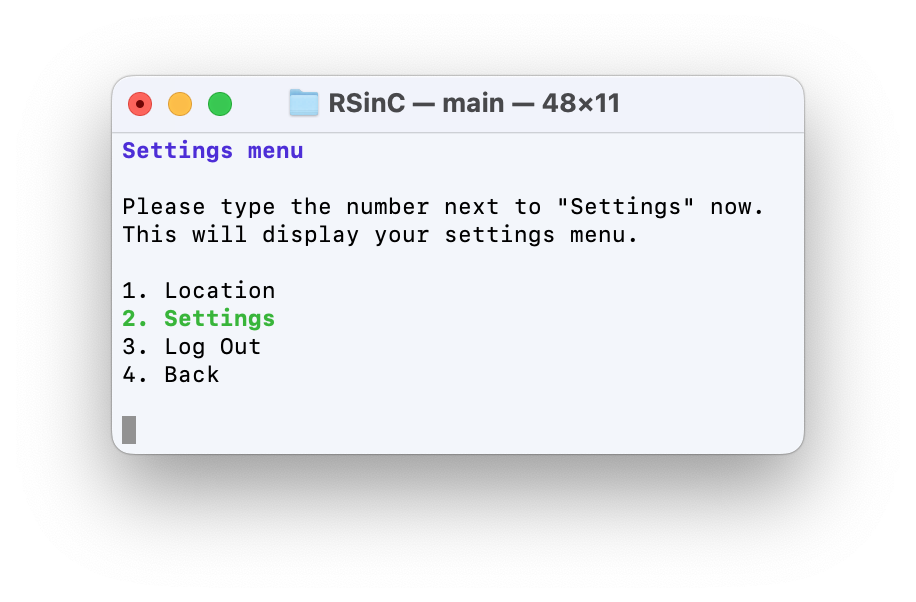 RSinC — main — 48×11
Settings menu
Please type the number next to "Settings" now.
This will display your settings menu.
1. Location
2. Settings
3. Log Out
4. Back